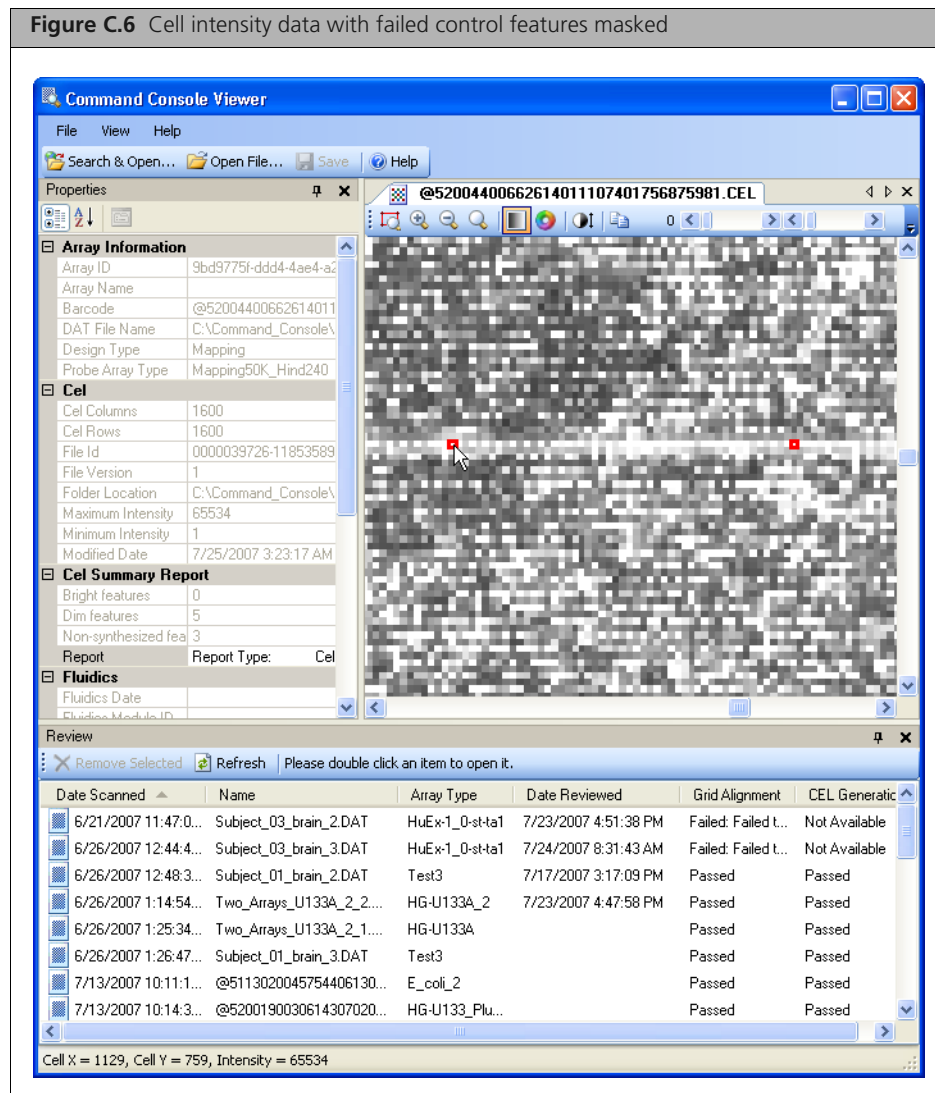 Figure C.6 Cell intensity data with failed control features masked
Command Console Viewer
File View Help
Search & Open... Open File... Save Help
Properties
@52004400662614011107401756875981.CEL
0
Array Information
Array ID 9bd9775f-ddd4-4ae4-a2
Array Name
Barcode @52004400662614011
DAT File Name C:\Command_Console\
Design Type Mapping
Probe Array Type Mapping50K_Hind240
Cel
Cel Columns 1600
Cel Rows 1600
File Id 0000039726-11853589
File Version 1
Folder Location C:\Command_Console\
Maximum Intensity 65534
Minimum Intensity 1
Modified Date 7/25/2007 3:23:17 AM
Cel Summary Report
Bright features 0
Dim features 5
Non-synthesized fea 3
Report Report Type: Cel
Fluidics
Fluidics Date
Fluidics Module ID
Review
Remove Selected Refresh Please double click an item to open it.
Date Scanned Name Array Type Date Reviewed Grid Alignment CEL Generatic
6/21/2007 11:47:0... Subject_03_brain_2.DAT HuEx-1_0-st-ta1 7/23/2007 4:51:38 PM Failed: Failed t... Not Available
6/26/2007 12:44:4... Subject_03_brain_3.DAT HuEx-1_0-st-ta1 7/24/2007 8:31:43 AM Failed: Failed t... Not Available
6/26/2007 12:48:3... Subject_01_brain_2.DAT Test3 7/17/2007 3:17:09 PM Passed Passed
6/26/2007 1:14:54... Two_Arrays_U133A_2_2.... HG-U133A_2 7/23/2007 4:47:58 PM Passed Passed
6/26/2007 1:25:34... Two_Arrays_U133A_2_1.... HG-U133A Passed Passed
6/26/2007 1:26:47... Subject_01_brain_3.DAT Test3 Passed Passed
7/13/2007 10:11:1... @5113020045754406130... E_coli_2 Passed Passed
7/13/2007 10:14:3... @5200190030614307020... HG-U133_Plu... Passed Passed
Cell X = 1129, Cell Y = 759, Intensity = 65534